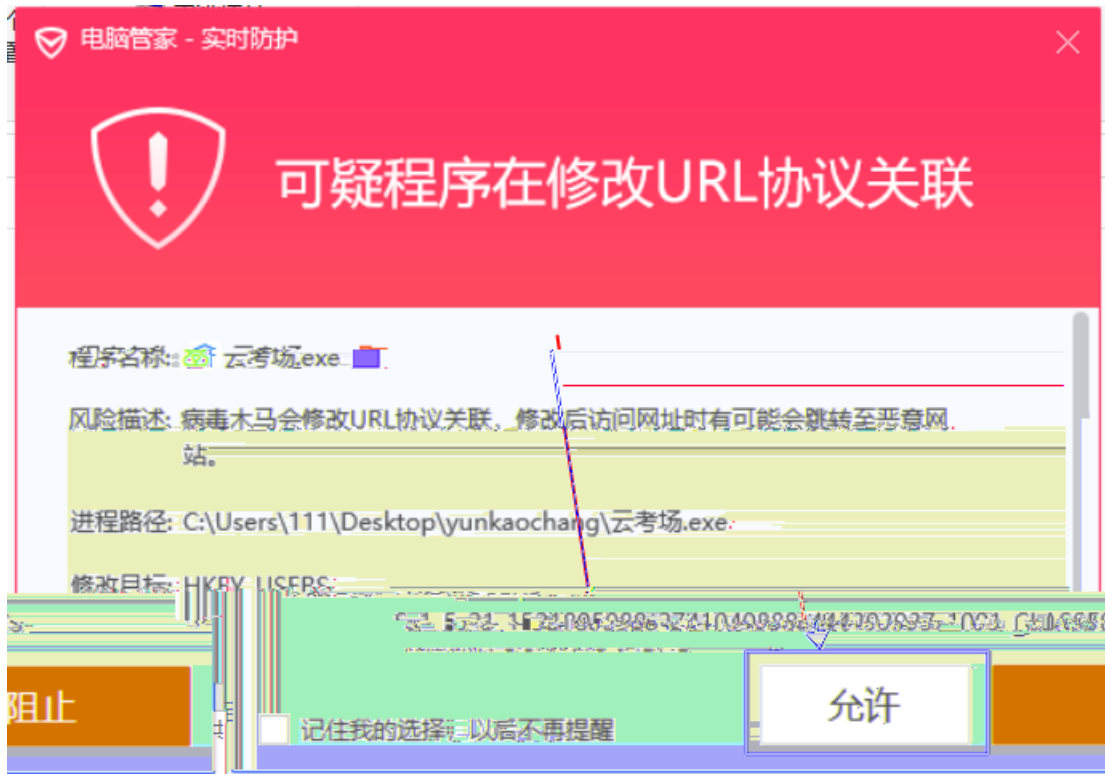 电脑管家 - 实时防护
可疑程序在修改URL协议关联
程序名称: 云考场.exe
风险描述: 病毒木马会修改URL协议关联，修改后访问网址时有可能会跳转至恶意网
站。
进程路径: C:\Users\111\Desktop\yunkaochang\云考场.exe
修改目标: HKEY_USERS
阻止
允许
记住我的选择，以后不再提醒